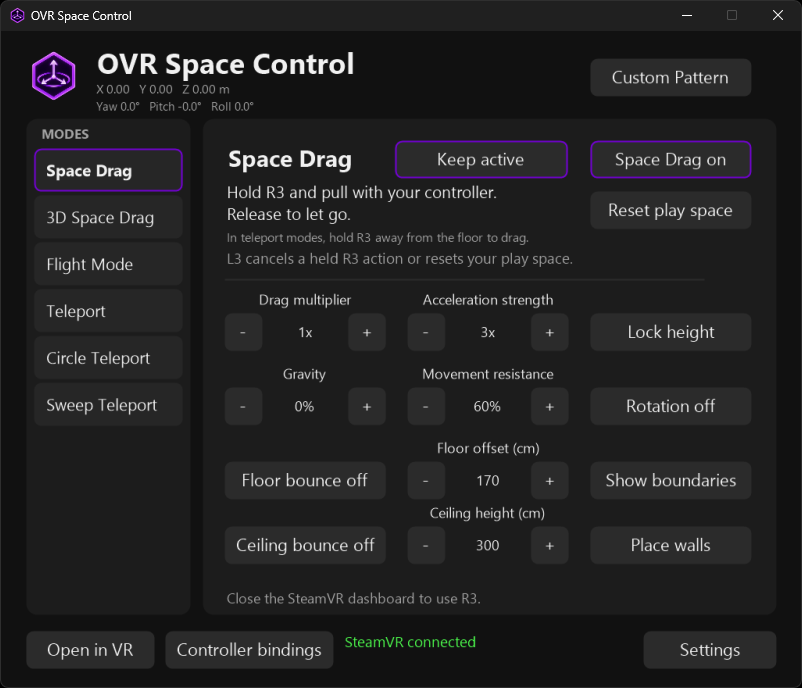 OVR Space Control
OVR Space Control
X 0.00 Y 0.00 Z 0.00 m
Yaw 0.0° Pitch -0.0° Roll 0.0°
Custom Pattern
MODES
Space Drag
3D Space Drag
Flight Mode
Teleport
Circle Teleport
Sweep Teleport
Space Drag
Keep active
Space Drag on
Hold R3 and pull with your controller.
Release to let go.
Reset play space
In teleport modes, hold R3 away from the floor to drag.
L3 cancels a held R3 action or resets your play space.
Drag multiplier
Acceleration strength
- 1x +
- 3x +
Lock height
Gravity
Movement resistance
- 0% +
- 60% +
Rotation off
Floor offset (cm)
Floor bounce off
- 170 +
Show boundaries
Ceiling height (cm)
Ceiling bounce off
- 300 +
Place walls
Close the SteamVR dashboard to use R3.
Open in VR
Controller bindings
SteamVR connected
Settings